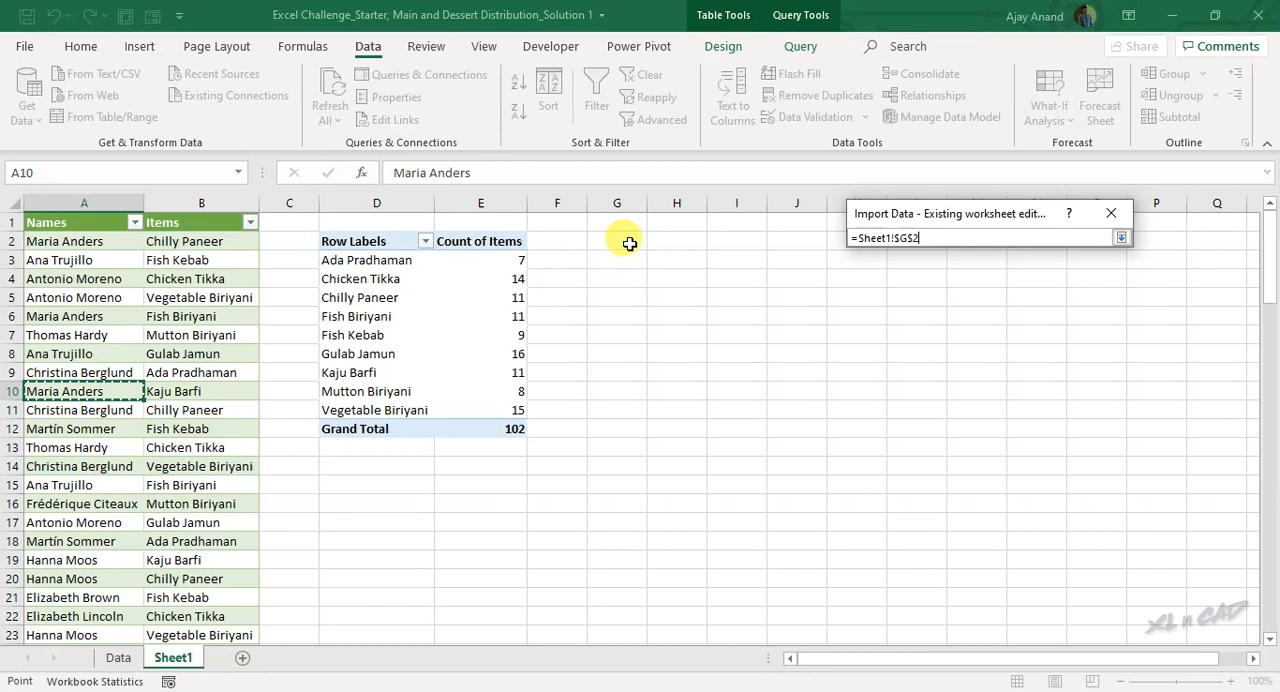 Excel Challenge_Starter, Main and Dessert Distribution_Solution 1
Table Tools Query Tools
Ajay Anand
File Home Insert Page Layout Formulas Data Review View Developer Power Pivot Design Query Search Share Comments
Get Data
From Text/CSV
From Web
From Table/Range
Recent Sources
Existing Connections
Get & Transform Data
Refresh All
Queries & Connections
Properties
Edit Links
Queries & Connections
Sort
Filter
Clear
Reapply
Advanced
Sort & Filter
Text to Columns
Flash Fill
Remove Duplicates
Data Validation
Consolidate
Relationships
Manage Data Model
Data Tools
What-If Analysis
Forecast Sheet
Forecast
Group
Ungroup
Subtotal
Outline
A10 fx Maria Anders
A B C D E F G H I J P Q
Import Data - Existing worksheet edit... ?
=Sheet1!$G$2
1 Names Items
2 Maria Anders Chilly Paneer Row Labels Count of Items
3 Ana Trujillo Fish Kebab Ada Pradhaman 7
4 Antonio Moreno Chicken Tikka Chicken Tikka 14
5 Antonio Moreno Vegetable Biriyani Chilly Paneer 11
6 Maria Anders Fish Biriyani Fish Biriyani 11
7 Thomas Hardy Mutton Biriyani Fish Kebab 9
8 Ana Trujillo Gulab Jamun Gulab Jamun 16
9 Christina Berglund Ada Pradhaman Kaju Barfi 11
10 Maria Anders Kaju Barfi Mutton Biriyani 8
11 Christina Berglund Chilly Paneer Vegetable Biriyani 15
12 Martín Sommer Fish Kebab Grand Total 102
13 Thomas Hardy Chicken Tikka
14 Christina Berglund Vegetable Biriyani
15 Ana Trujillo Fish Biriyani
16 Frédérique Citeaux Mutton Biriyani
17 Antonio Moreno Gulab Jamun
18 Martín Sommer Ada Pradhaman
19 Hanna Moos Kaju Barfi
20 Hanna Moos Chilly Paneer
21 Elizabeth Brown Fish Kebab
22 Elizabeth Lincoln Chicken Tikka
23 Hanna Moos Vegetable Biriyani
XL n CAD
Data Sheet1
Point Workbook Statistics 100%